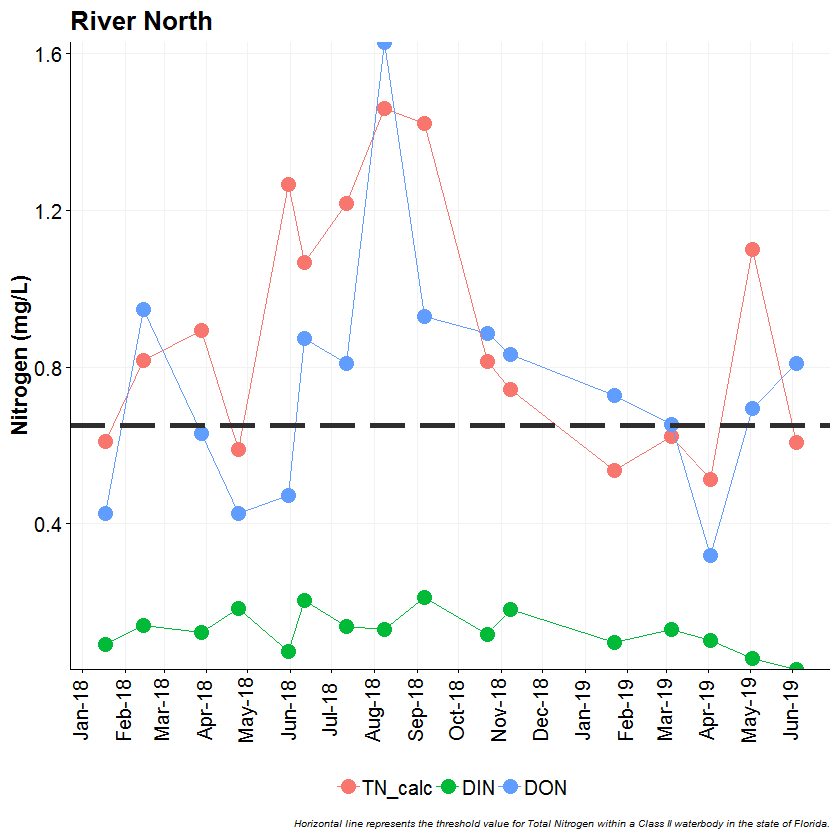 River North
Nitrogen (mg/L)
1.6
1.2
0.8
0.4
Jan-18
Feb-18
Mar-18
Apr-18
May-18
Jun-18
Jul-18
Aug-18
Sep-18
Oct-18
Nov-18
Dec-18
Jan-19
Feb-19
Mar-19
Apr-19
May-19
Jun-19
TN_calc DIN DON
Horizontal line represents the threshold value for Total Nitrogen within a Class II waterbody in the state of Florida.